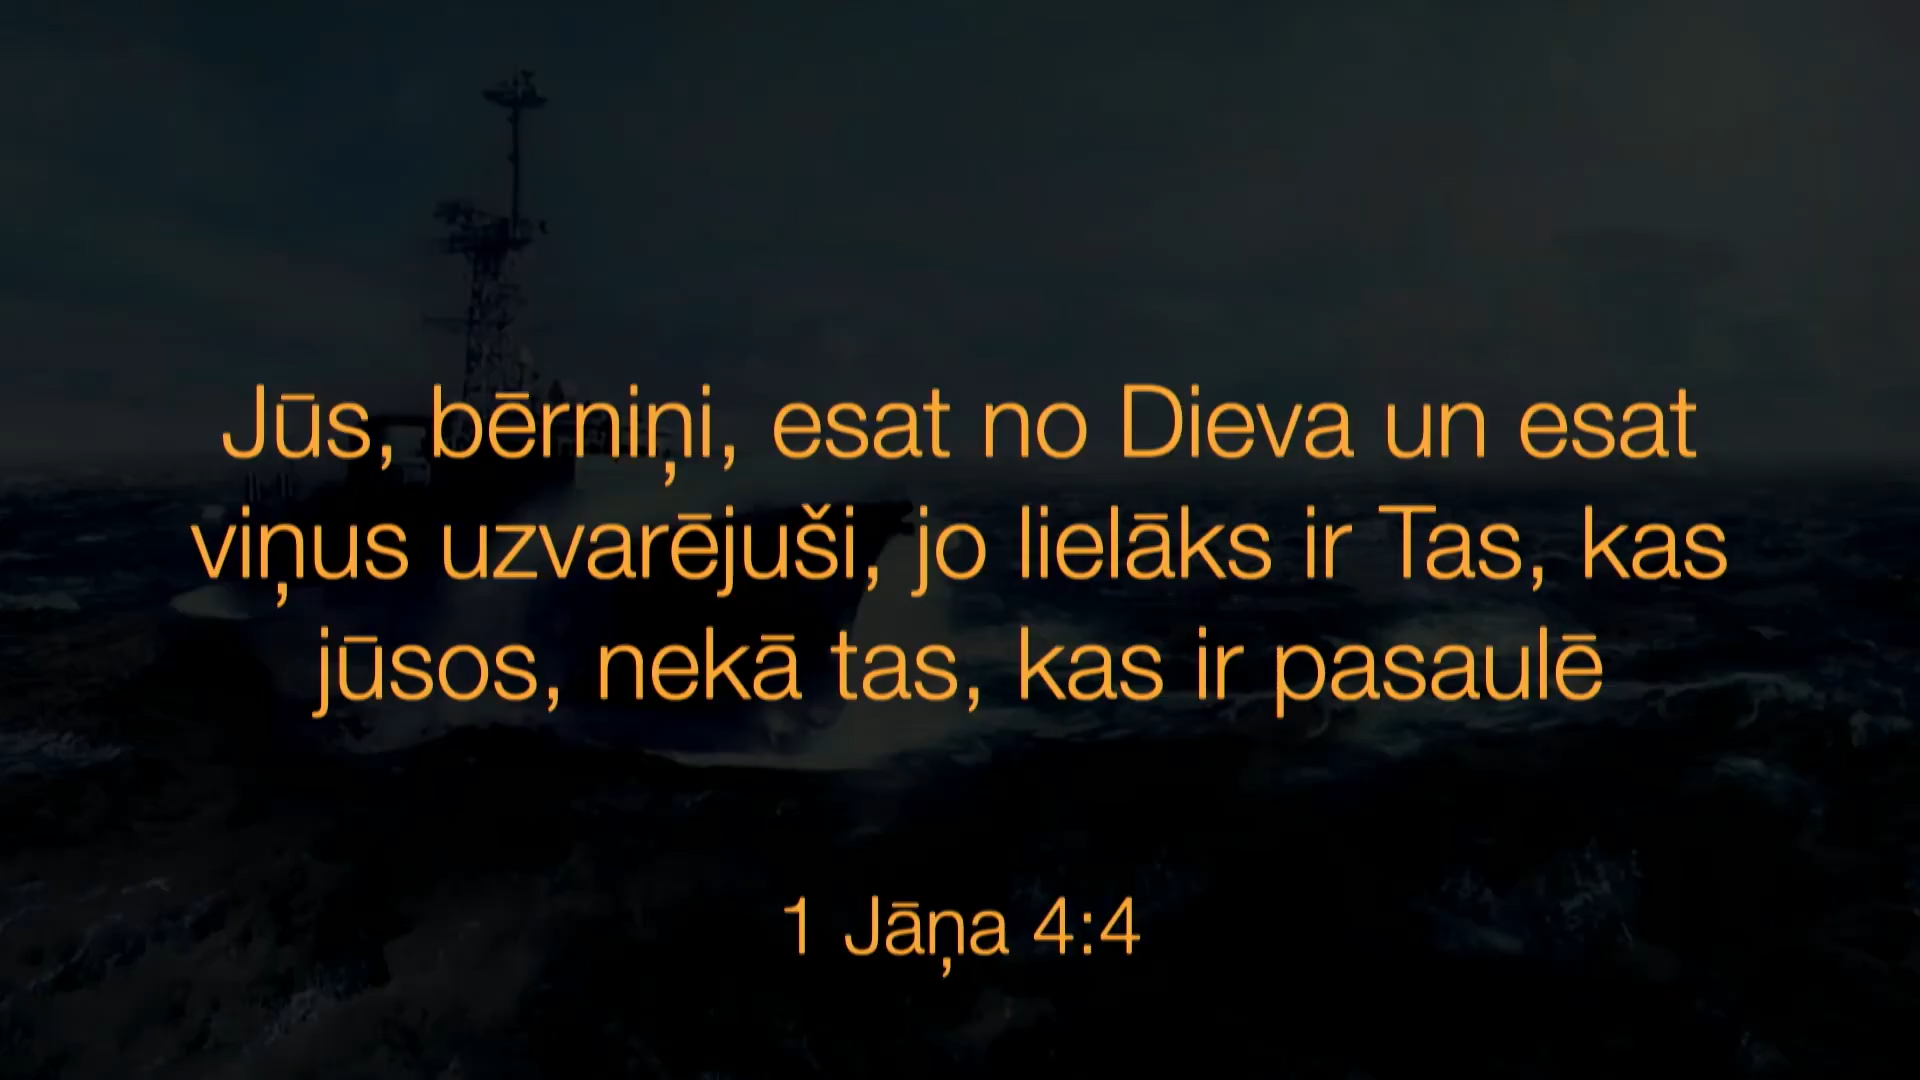 Jūs, bērniņi, esat no Dieva un esat
viņus uzvarējuši, jo lielāks ir Tas, kas
jūsos, nekā tas, kas ir pasaulē
1 Jāņa 4:4